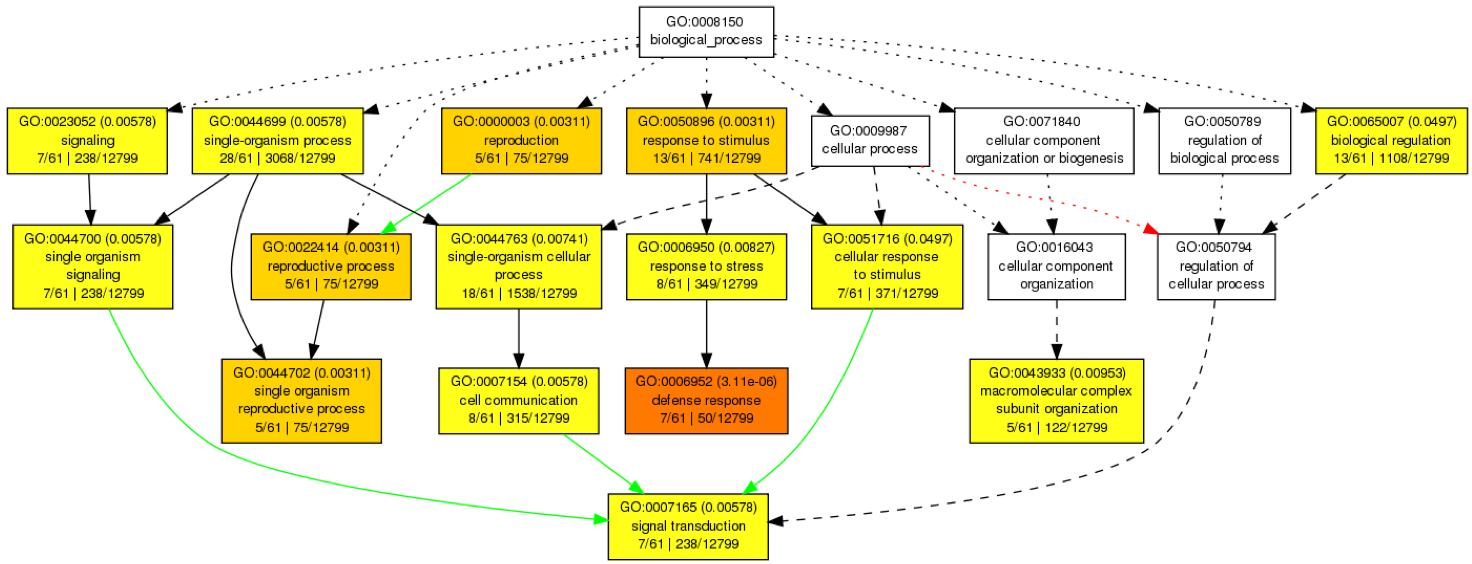 GO:0008150
biological_process
GO:0023052 (0.00578)
signaling
7/61 | 238/12799
GO:0044699 (0.00578)
single-organism process
28/61 | 3068/12799
GO:0000003 (0.00311)
reproduction
5/61 | 75/12799
GO:0050896 (0.00311)
response to stimulus
13/61 | 741/12799
GO:0009987
cellular process
GO:0071840
cellular component
organization or biogenesis
GO:0050789
regulation of
biological process
GO:0065007 (0.0497)
biological regulation
13/61 | 1108/12799
GO:0044700 (0.00578)
single organism
signaling
7/61 | 238/12799
GO:0022414 (0.00311)
reproductive process
5/61 | 75/12799
GO:0044763 (0.00741)
single-organism cellular
process
18/61 | 1538/12799
GO:0006950 (0.00827)
response to stress
8/61 | 349/12799
GO:0051716 (0.0497)
cellular response
to stimulus
7/61 | 371/12799
GO:0016043
cellular component
organization
GO:0050794
regulation of
cellular process
GO:0044702 (0.00311)
single organism
reproductive process
5/61 | 75/12799
GO:0007154 (0.00578)
cell communication
8/61 | 315/12799
GO:0006952 (3.11e-06)
defense response
7/61 | 50/12799
GO:0043933 (0.00953)
macromolecular complex
subunit organization
5/61 | 122/12799
GO:0007165 (0.00578)
signal transduction
7/61 | 238/12799